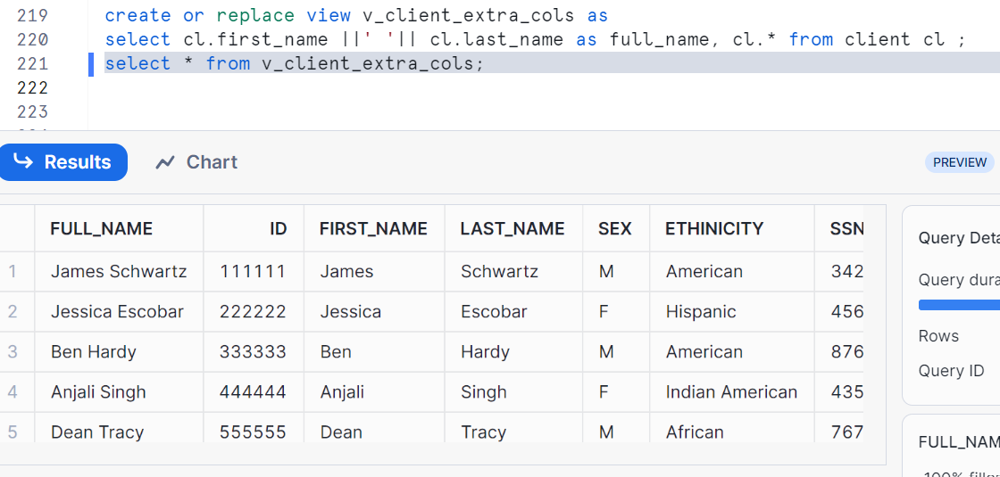 219 create or replace view v_client_extra_cols as
220 select cl.first_name ||' '|| cl.last_name as full_name, cl.* from client cl ;
221 select * from v_client_extra_cols;
222
223
Results Chart PREVIEW
FULL_NAME ID FIRST_NAME LAST_NAME SEX ETHINICITY SSN
1 James Schwartz 111111 James Schwartz M American 342
2 Jessica Escobar 222222 Jessica Escobar F Hispanic 456
3 Ben Hardy 333333 Ben Hardy M American 876
4 Anjali Singh 444444 Anjali Singh F Indian American 435
5 Dean Tracy 555555 Dean Tracy M African 767
Query Deta
Query dura
Rows
Query ID
FULL_NAM